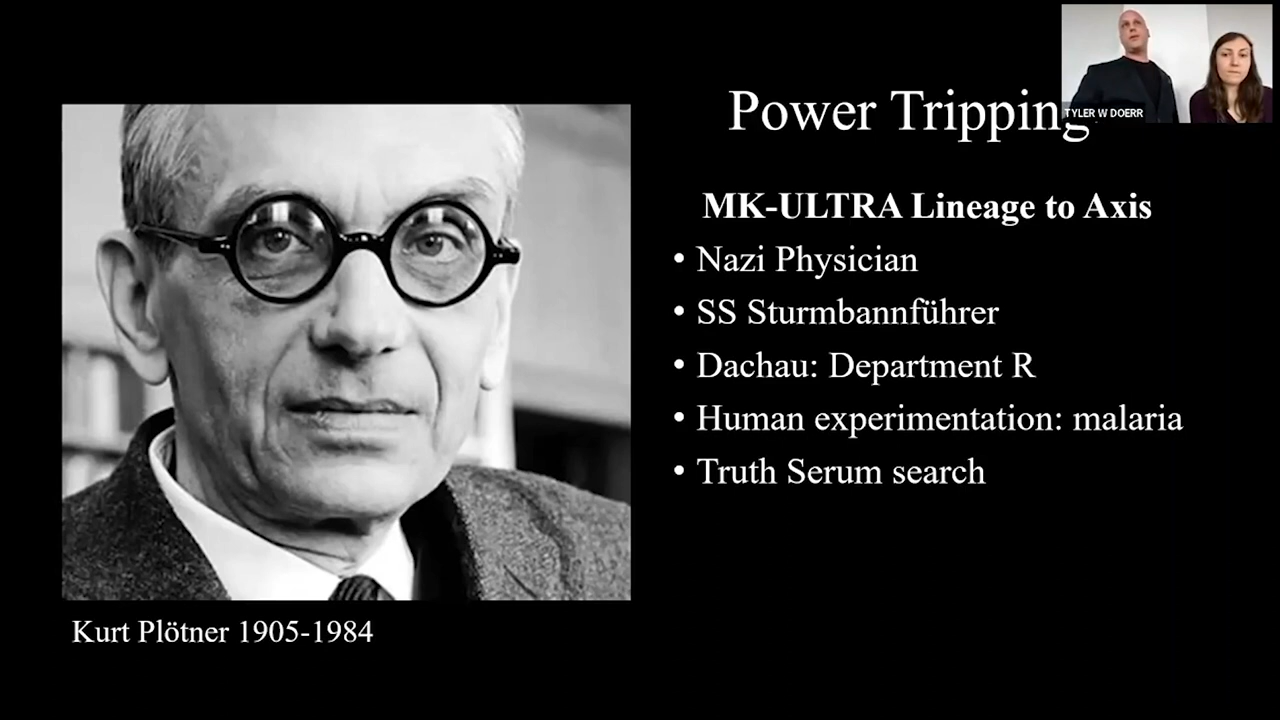 Power Tripping
TYLER W DOERR
MK-ULTRA Lineage to Axis
• Nazi Physician
• SS Sturmbannführer
• Dachau: Department R
• Human experimentation: malaria
• Truth Serum search
Kurt Plötner 1905-1984